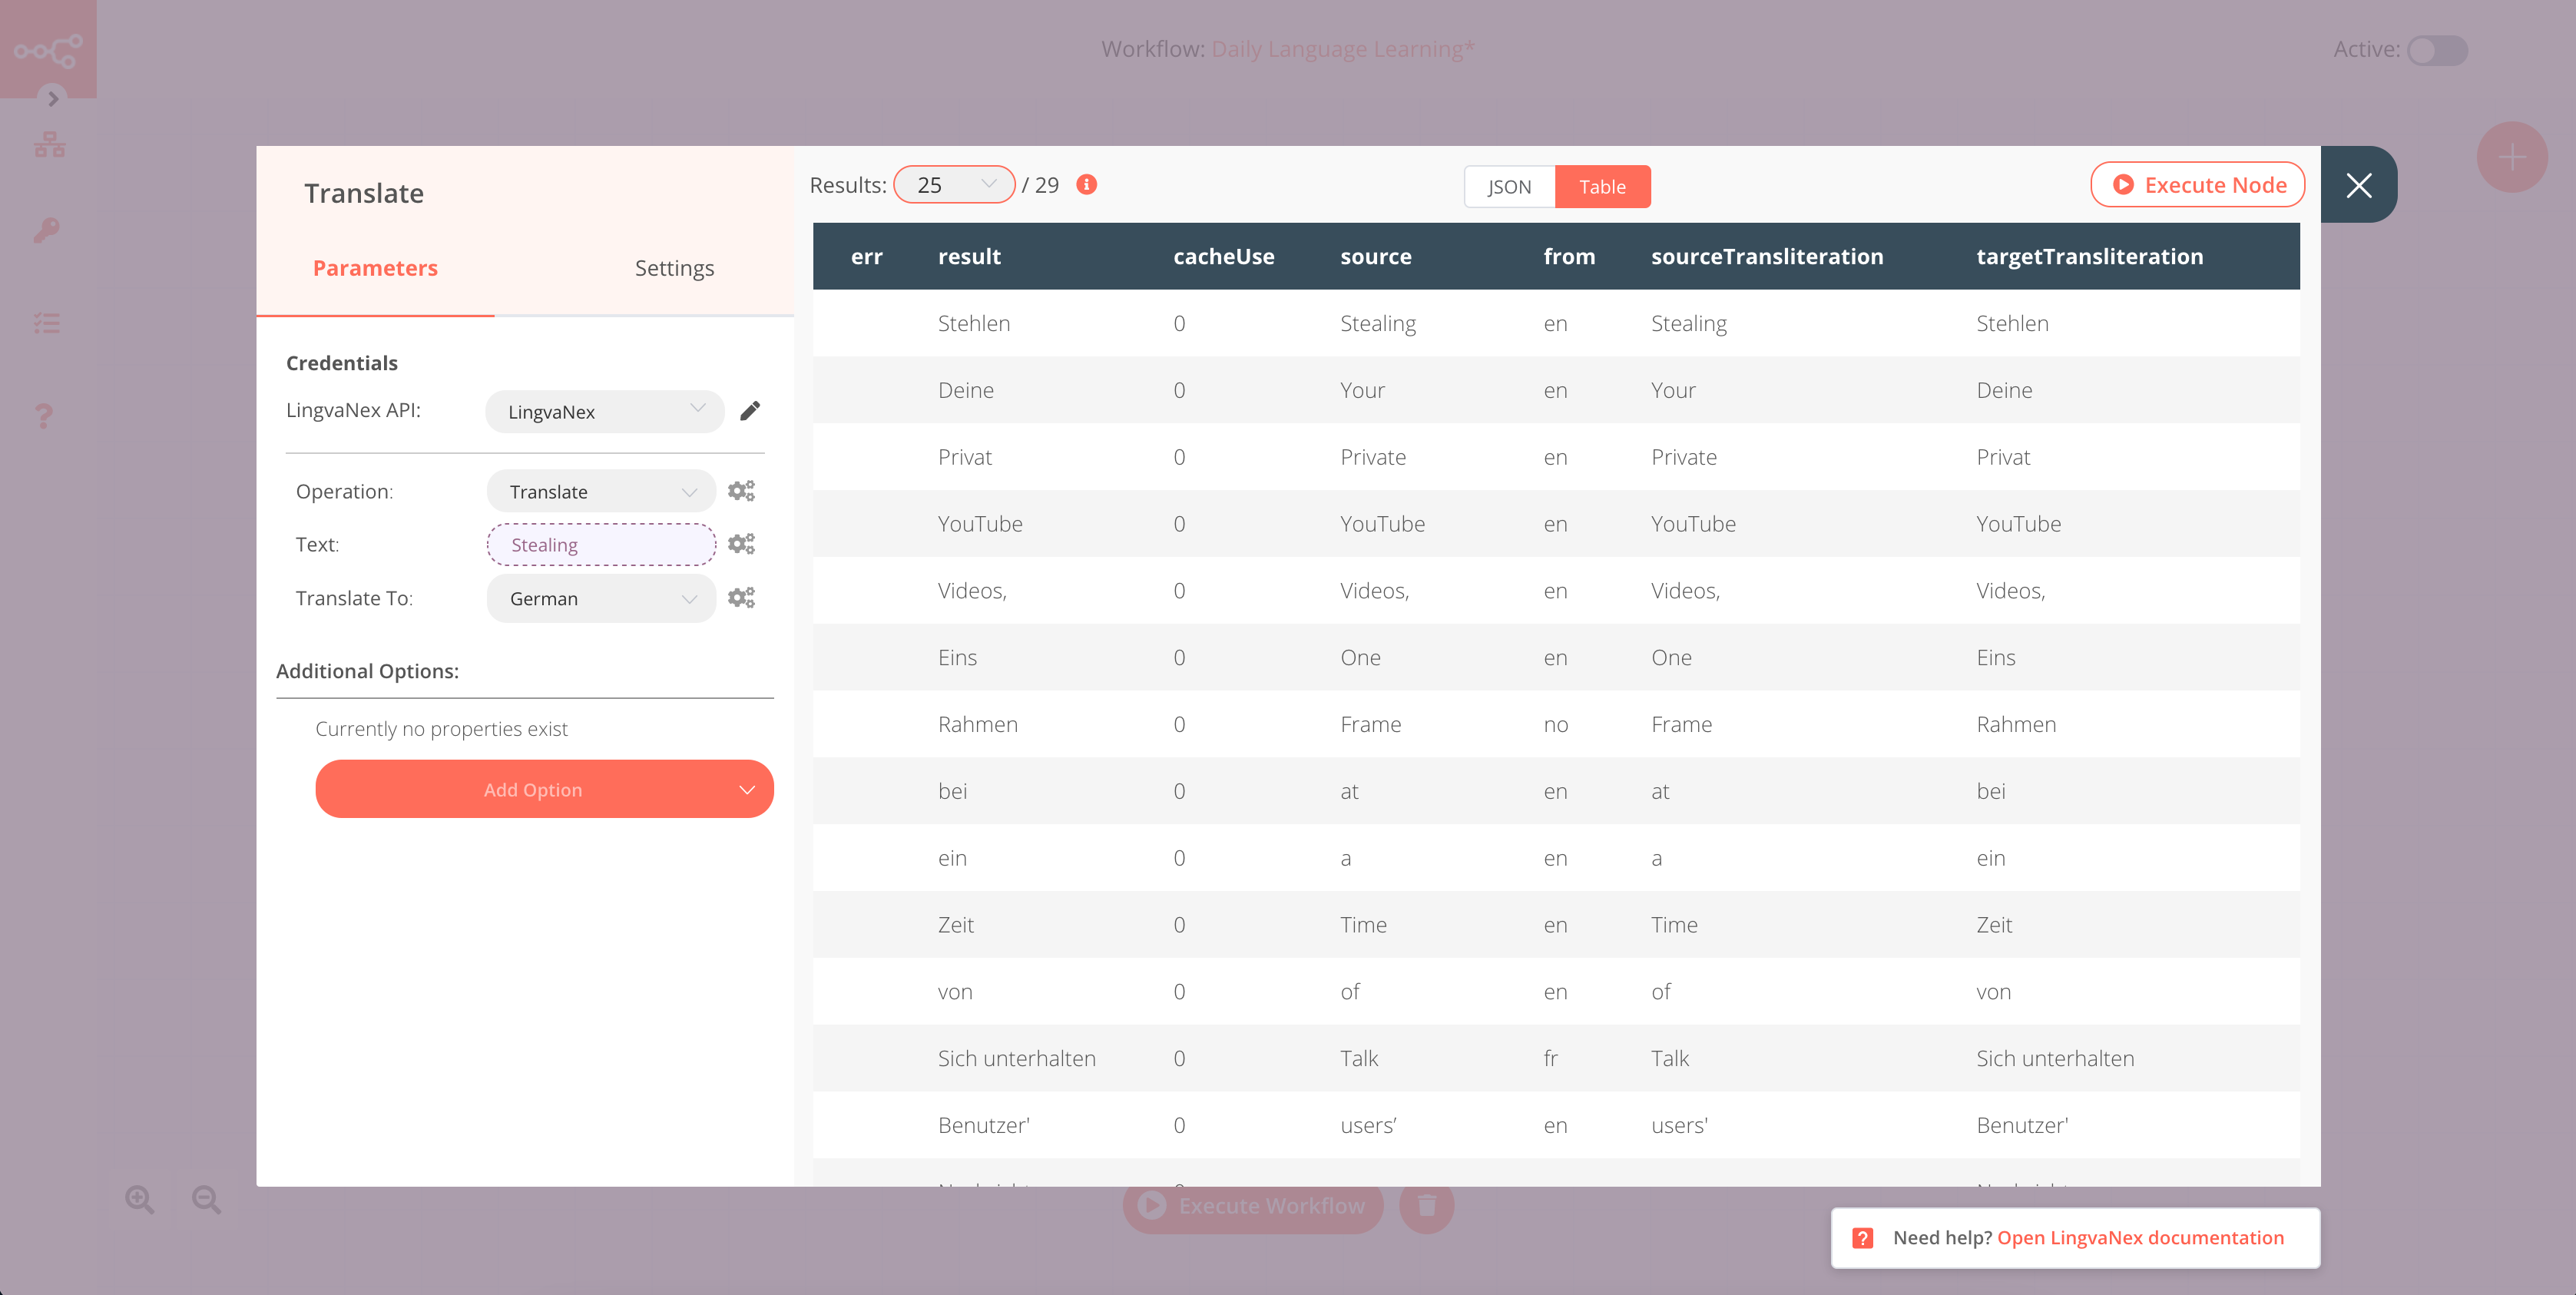 Workflow: Daily Language Learning*
Active:
Translate
Parameters Settings
Credentials
LingvaNex API: LingvaNex
Operation: Translate
Text: Stealing
Translate To: German
Additional Options:
Currently no properties exist
Add Option
Results: 25 / 29
JSON Table
Execute Node
err result cacheUse source from sourceTransliteration targetTransliteration
Stehlen 0 Stealing en Stealing Stehlen
Deine 0 Your en Your Deine
Privat 0 Private en Private Privat
YouTube 0 YouTube en YouTube YouTube
Videos, 0 Videos, en Videos, Videos,
Eins 0 One en One Eins
Rahmen 0 Frame no Frame Rahmen
bei 0 at en at bei
ein 0 a en a ein
Zeit 0 Time en Time Zeit
von 0 of en of von
Sich unterhalten 0 Talk fr Talk Sich unterhalten
Benutzer' 0 users’ en users' Benutzer'
Execute Workflow
Need help? Open LingvaNex documentation